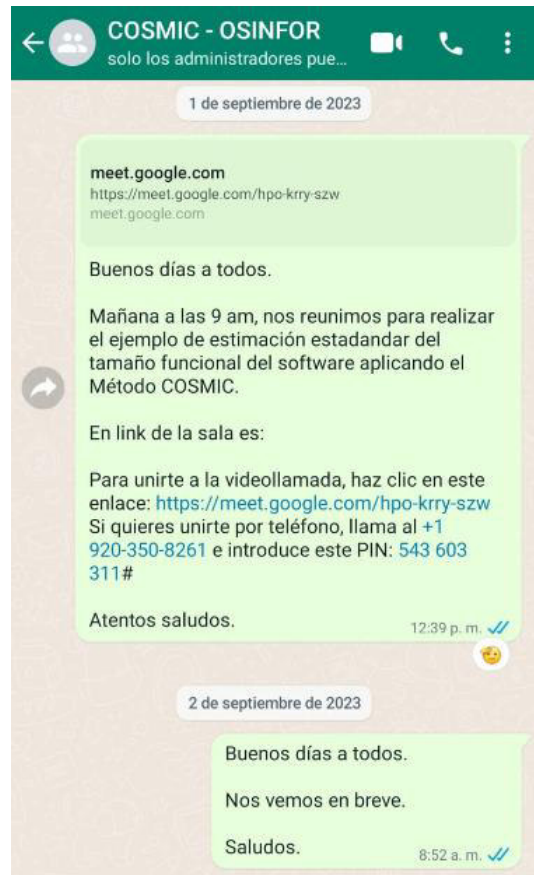 COSMIC - OSINFOR
solo los administradores pue...
1 de septiembre de 2023
meet.google.com
https://meet.google.com/hpo-krry-szw
meet.google.com
Buenos días a todos.
Mañana a las 9 am, nos reunimos para realizar
el ejemplo de estimación estadandar del
tamaño funcional del software aplicando el
Método COSMIC.
En link de la sala es:
Para unirte a la videollamada, haz clic en este
enlace: https://meet.google.com/hpo-krry-szw
Si quieres unirte por teléfono, llama al +1
920-350-8261 e introduce este PIN: 543 603
311#
Atentos saludos.
12:39 p. m.
2 de septiembre de 2023
Buenos días a todos.
Nos vemos en breve.
Saludos.
8:52 a. m.